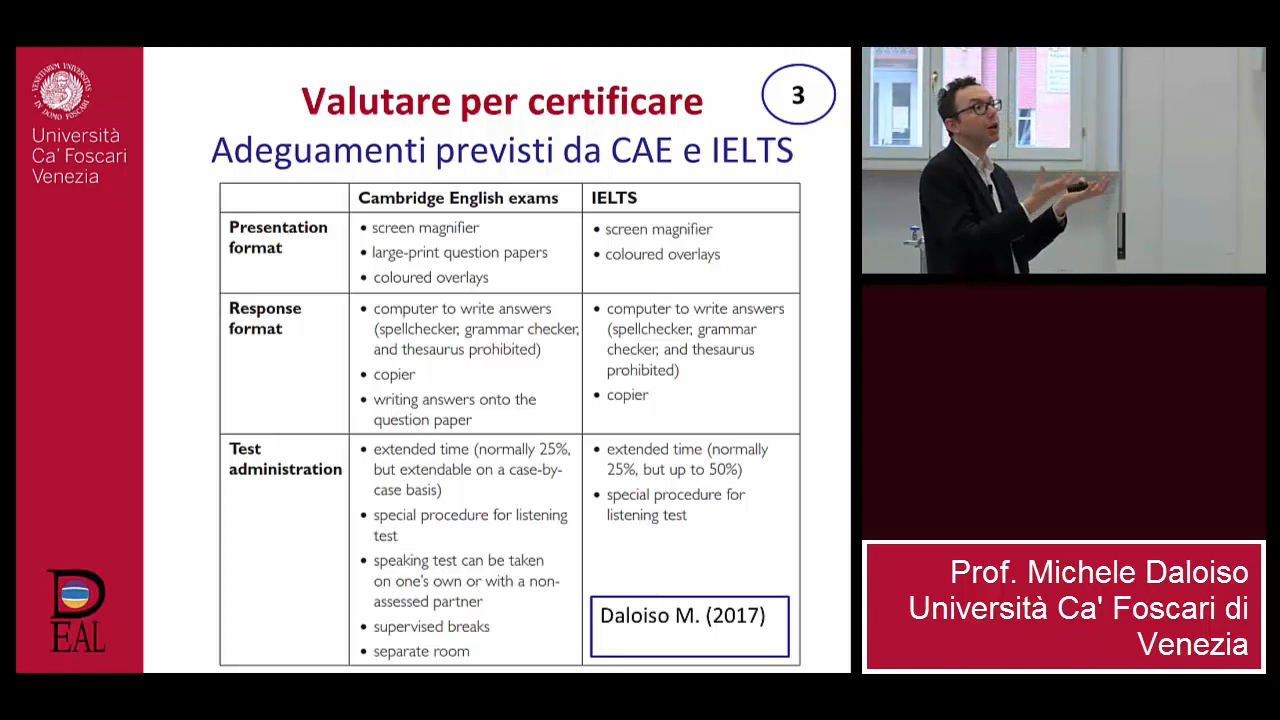 Università
Ca' Foscari
Venezia
Valutare per certificare
3
Adeguamenti previsti da CAE e IELTS
Cambridge English exams
IELTS
Presentation
format
• screen magnifier
• large-print question papers
• coloured overlays
• screen magnifier
• coloured overlays
Response
format
• computer to write answers
(spellchecker, grammar checker,
and thesaurus prohibited)
• copier
• writing answers onto the
question paper
• computer to write answers
(spellchecker, grammar
checker, and thesaurus
prohibited)
• copier
Test
administration
• extended time (normally 25%,
but extendable on a case-by-
case basis)
• special procedure for listening
test
• speaking test can be taken
on one's own or with a non-
assessed partner
• supervised breaks
• separate room
• extended time (normally
25%, but up to 50%)
• special procedure for
listening test
Daloiso M. (2017)
DEAL
Prof. Michele Daloiso
Università Ca' Foscari di
Venezia